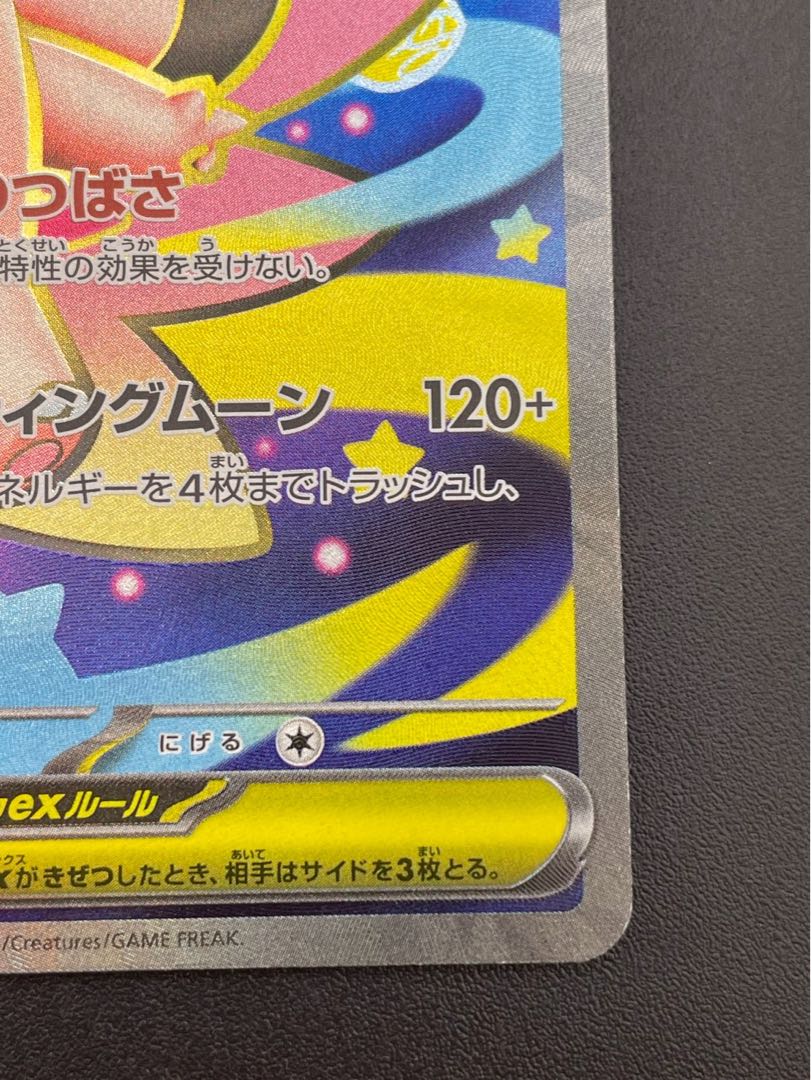 つばさ
とくせい こうか う
特性の効果を受けない。
ィングムーン 120+
まい
ネルギーを4枚までトラッシュし、
にげる
exルール
クス あいて まい
xがきぜつしたとき、相手はサイドを3枚とる。
/Creatures/GAME FREAK.